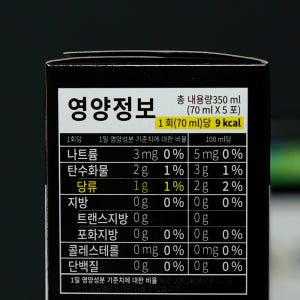 영양정보
총 내용량350 ml
(70 ml X 5 포)
1 회(70 ml)당 9 kcal
1회당 1일 영양성분 기준치에 대한 비율 100 ml당
나트륨 3 mg 0 % 5 mg 0 %
탄수화물 2 g 1 % 3 g 1 %
당류 1 g 1 % 2 g 2 %
지방 0 g 0 % 0 g 0 %
트랜스지방 0 g 0 g
포화지방 0 g 0 % 0 g 0 %
콜레스테롤 0 mg 0 % 0 mg 0 %
단백질 0 g 0 % 0 g 0 %
1일 영양성분 기준치에 대한 비율